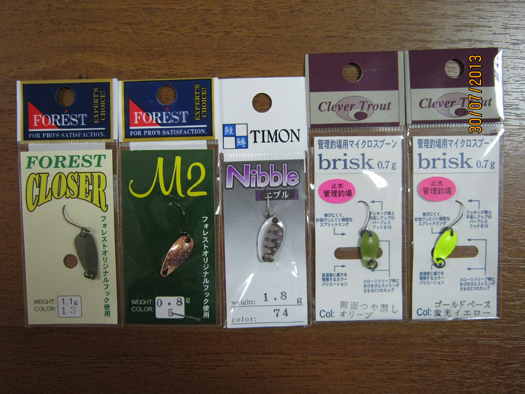 FOREST
EXPERT'S CHOICE!
FOR PRO'S SATISFACTION.
FOREST
CLOSER
フォレストオリジナルフック使用
WEIGHT: 1.1g
COLOR: 13
FOREST
EXPERT'S CHOICE!
FOR PRO'S SATISFACTION.
M2
フォレストオリジナルフック使用
WEIGHT: 0.8g
COLOR: 5
TIMON
Nibble
ニブル
weight: 1.8g
color: 74
Clever Trout
管理釣場用マイクロスプーン
brisk 0.7g
止水
管理釣場
両面つや消し
Col: オリーブ
Clever Trout
管理釣場用マイクロスプーン
brisk 0.7g
止水
管理釣場
ゴールドベース
Col: 蛍光イエロー
30/07/2013